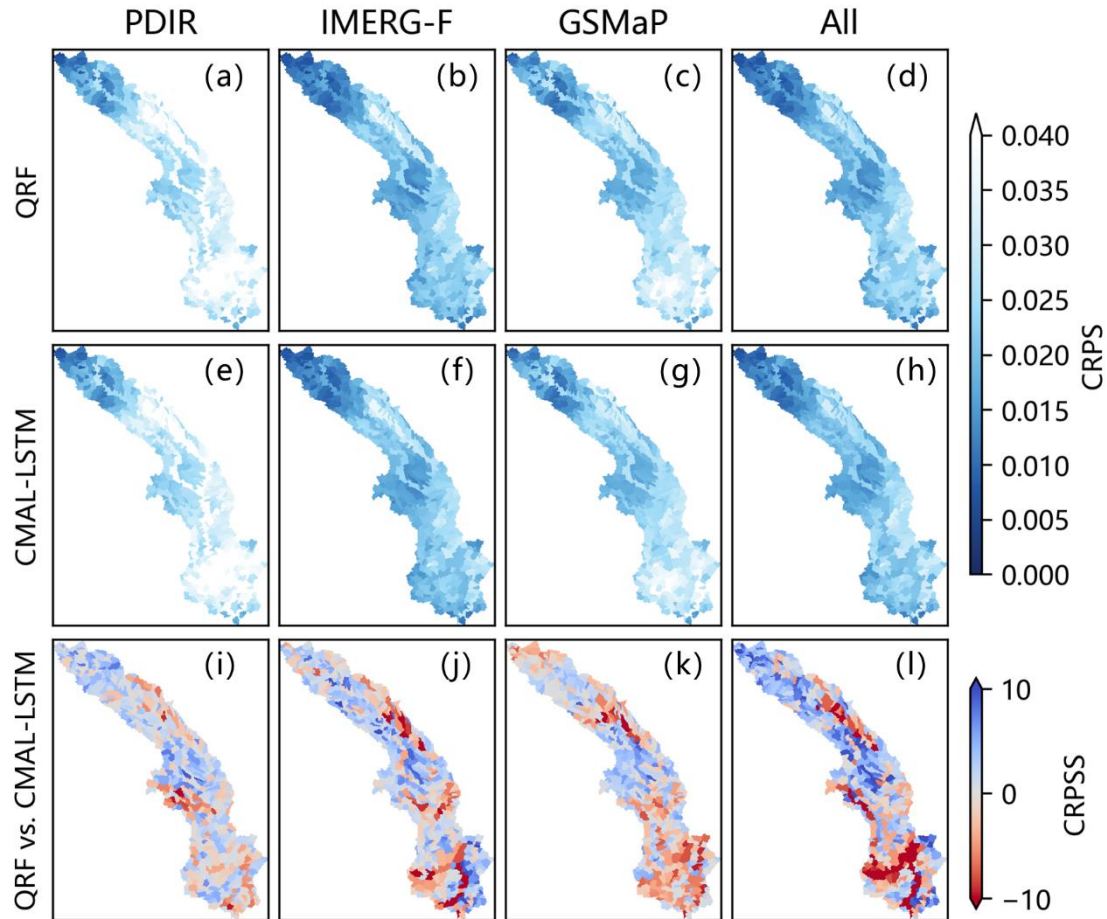 PDIR IMERG-F GSMaP All
QRF (a) (b) (c) (d)
CMAL-LSTM (e) (f) (g) (h)
QRF vs. CMAL-LSTM (i) (j) (k) (l)
0.040
0.035
0.030
0.025
0.020
0.015
0.010
0.005
0.000
CRPS
10
0
−10
CRPSS